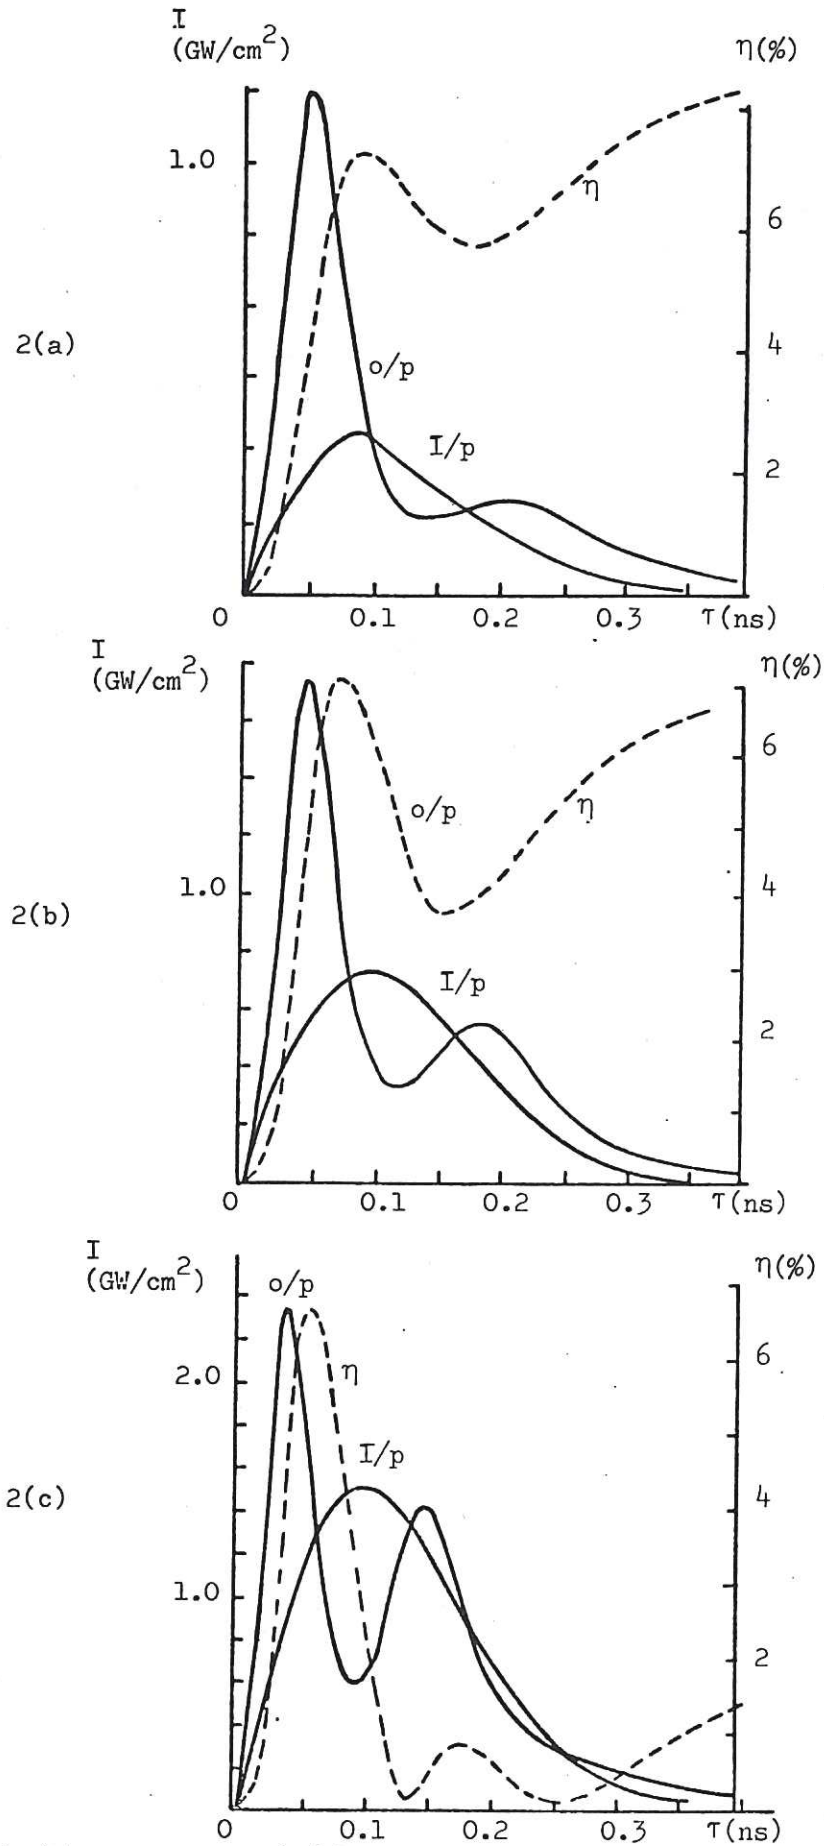 I
(GW/cm²) η(%)
1.0
η
6
2(a)
4
o/p
I/p
2
0 0.1 0.2 0.3 τ(ns)
I
(GW/cm²) η(%)
6
o/p η
1.0
4
2(b)
I/p
2
0 0.1 0.2 0.3 τ(ns)
I
(GW/cm²) η(%)
o/p
2.0 η 6
I/p
2(c) 4
1.0
2
0 0.1 0.2 0.3 τ(ns)